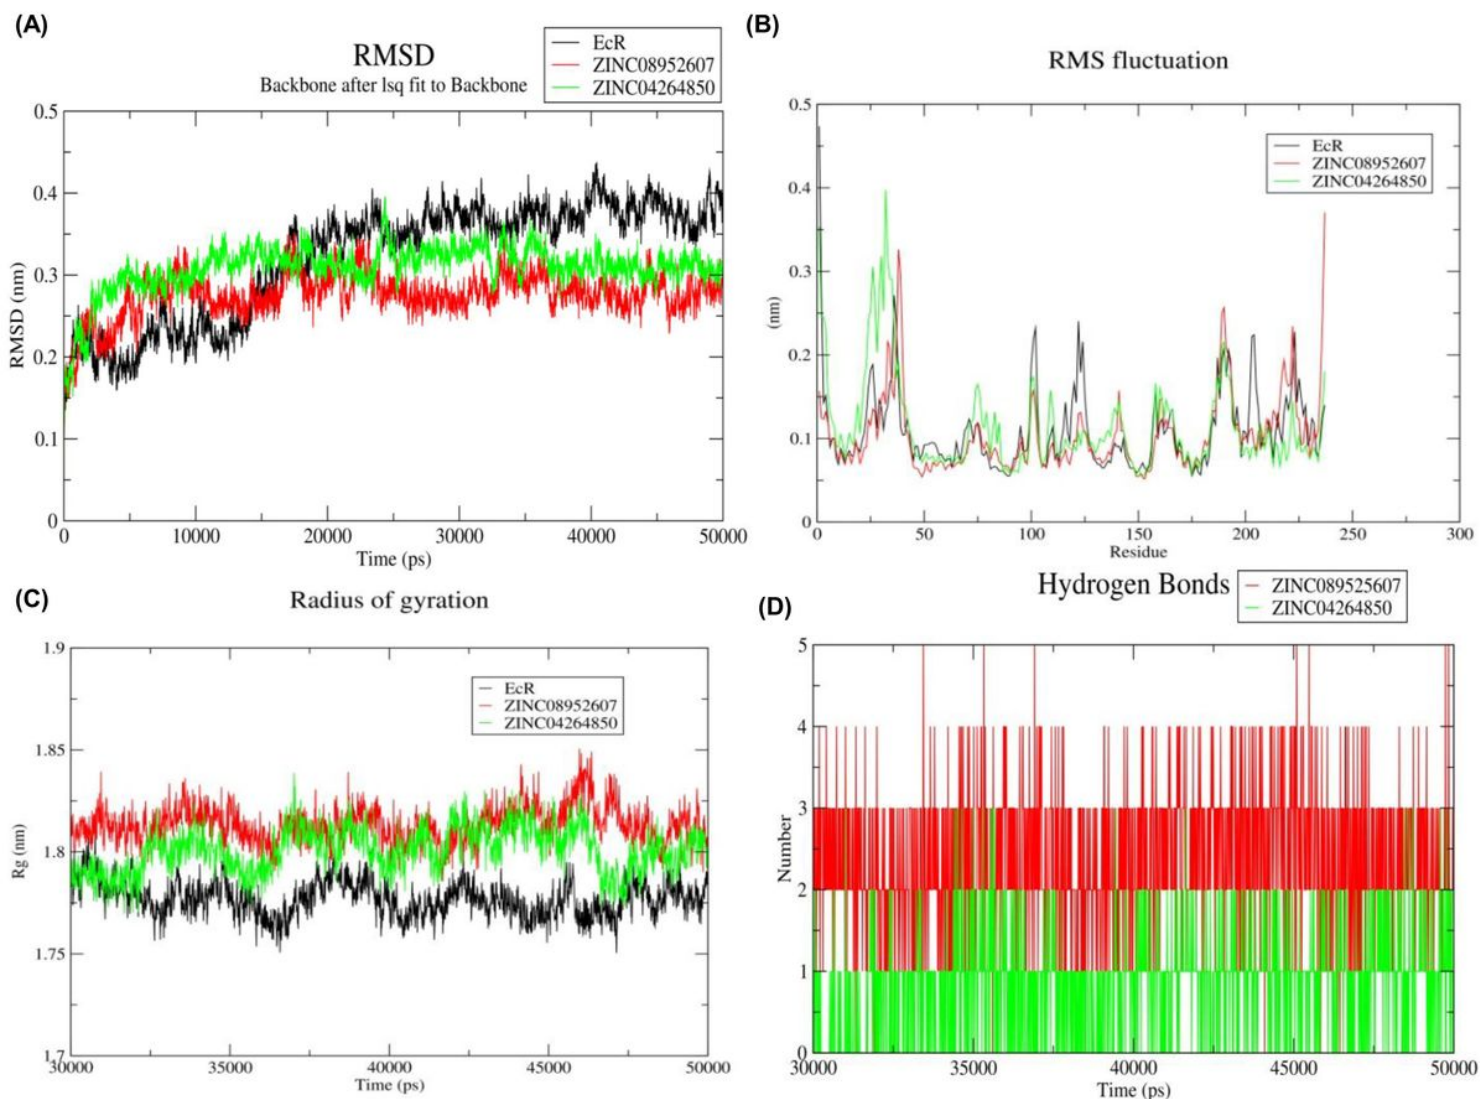 (A)
RMSD
Backbone after lsq fit to Backbone
EcR
ZINC08952607
ZINC04264850
0.5
0.4
0.3
0.2
0.1
0
RMSD (nm)
0 10000 20000 30000 40000 50000
Time (ps)
(B)
RMS fluctuation
EcR
ZINC08952607
ZINC04264850
0.5
0.4
0.3
0.2
0.1
0
(nm)
0 50 100 150 200 250 300
Residue
(C)
Radius of gyration
EcR
ZINC08952607
ZINC04264850
1.9
1.85
1.8
1.75
1.7
Rg (nm)
30000 35000 40000 45000 50000
Time (ps)
(D)
Hydrogen Bonds
ZINC089525607
ZINC04264850
5
4
3
2
1
0
Number
30000 35000 40000 45000 50000
Time (ps)